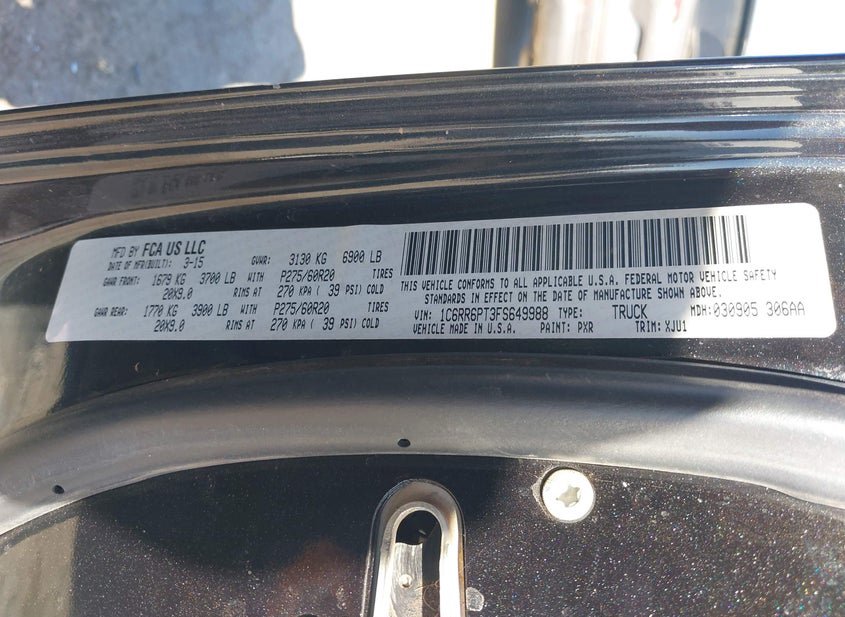 MFD BY FCA US LLC
DATE OF MFR(BUILT): 3-15 GVWR: 3130 KG 6900 LB
GAWR FRONT: 1679 KG 3700 LB WITH P275/60R20 TIRES
20X9.0 RIMS AT 270 KPA ( 39 PSI) COLD
GAWR REAR: 1770 KG 3900 LB WITH P275/60R20 TIRES
20X9.0 RIMS AT 270 KPA ( 39 PSI) COLD
THIS VEHICLE CONFORMS TO ALL APPLICABLE U.S.A. FEDERAL MOTOR VEHICLE SAFETY
STANDARDS IN EFFECT ON THE DATE OF MANUFACTURE SHOWN ABOVE.
VIN: 1C6RR6PT3FS649988 TYPE: TRUCK MDH: 030905 306AA
VEHICLE MADE IN U.S.A. PAINT: PXR TRIM: XJU1